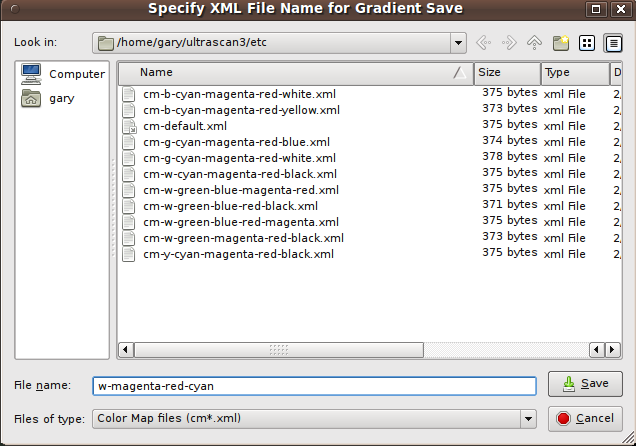 Specify XML File Name for Gradient Save
Look in: /home/gary/ultrascan3/etc
Computer
gary
Name Size Type D
cm-b-cyan-magenta-red-white.xml 375 bytes xml File 2,
cm-b-cyan-magenta-red-yellow.xml 373 bytes xml File 2,
cm-default.xml 375 bytes xml File 2,
cm-g-cyan-magenta-red-blue.xml 374 bytes xml File 2,
cm-g-cyan-magenta-red-white.xml 378 bytes xml File 2,
cm-w-cyan-magenta-red-black.xml 375 bytes xml File 2,
cm-w-green-blue-magenta-red.xml 375 bytes xml File 2,
cm-w-green-blue-red-black.xml 371 bytes xml File 2,
cm-w-green-blue-red-magenta.xml 375 bytes xml File 2,
cm-w-green-magenta-red-black.xml 373 bytes xml File 2,
cm-y-cyan-magenta-red-black.xml 375 bytes xml File 2,
File name: w-magenta-red-cyan Save
Files of type: Color Map files (cm*.xml) Cancel